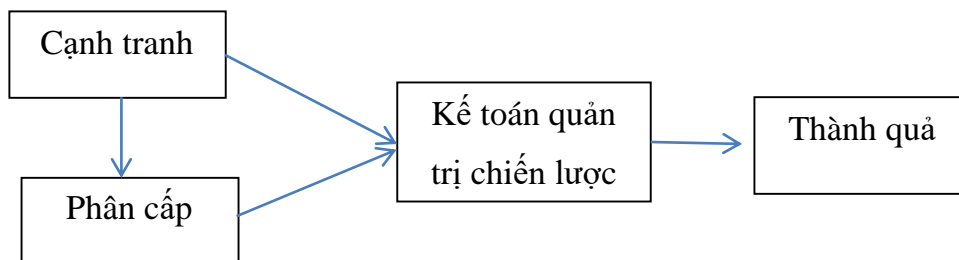 Cạnh tranh
Phân cấp
Kế toán quản
trị chiến lược
Thành quả